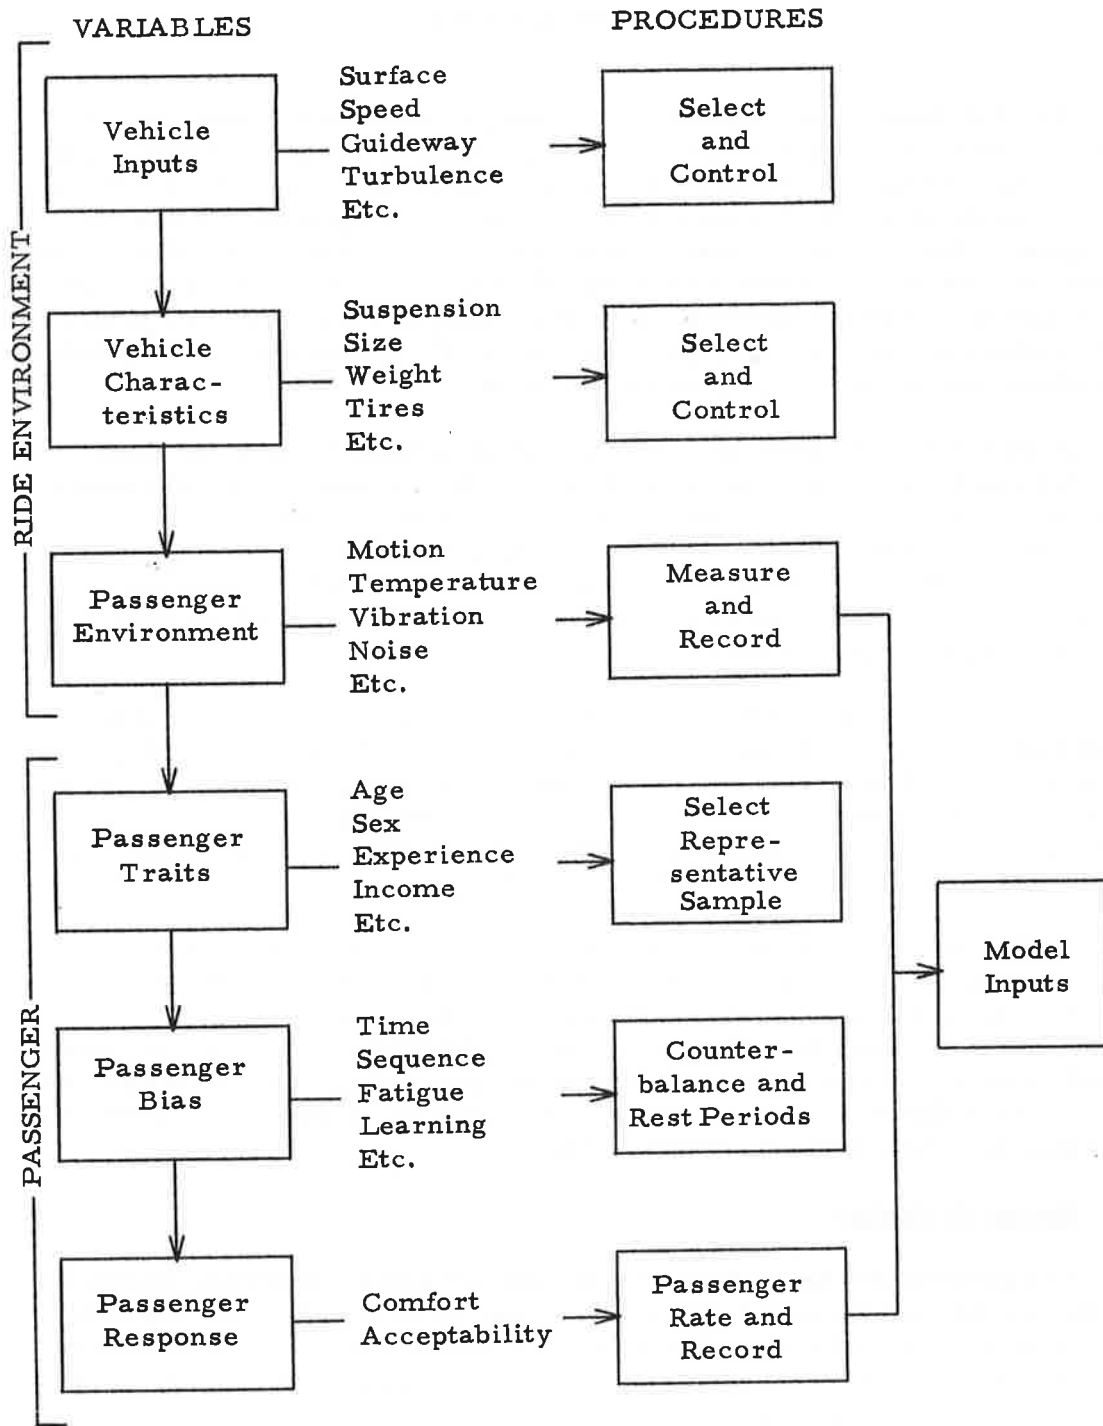 VARIABLES
PROCEDURES
RIDE ENVIRONMENT
Vehicle
Inputs
Surface
Speed
Guideway
Turbulence
Etc.
Select
and
Control
Vehicle
Charac-
teristics
Suspension
Size
Weight
Tires
Etc.
Select
and
Control
Passenger
Environment
Motion
Temperature
Vibration
Noise
Etc.
Measure
and
Record
PASSENGER
Passenger
Traits
Age
Sex
Experience
Income
Etc.
Select
Repre-
sentative
Sample
Passenger
Bias
Time
Sequence
Fatigue
Learning
Etc.
Counter-
balance and
Rest Periods
Passenger
Response
Comfort
Acceptability
Passenger
Rate and
Record
Model
Inputs